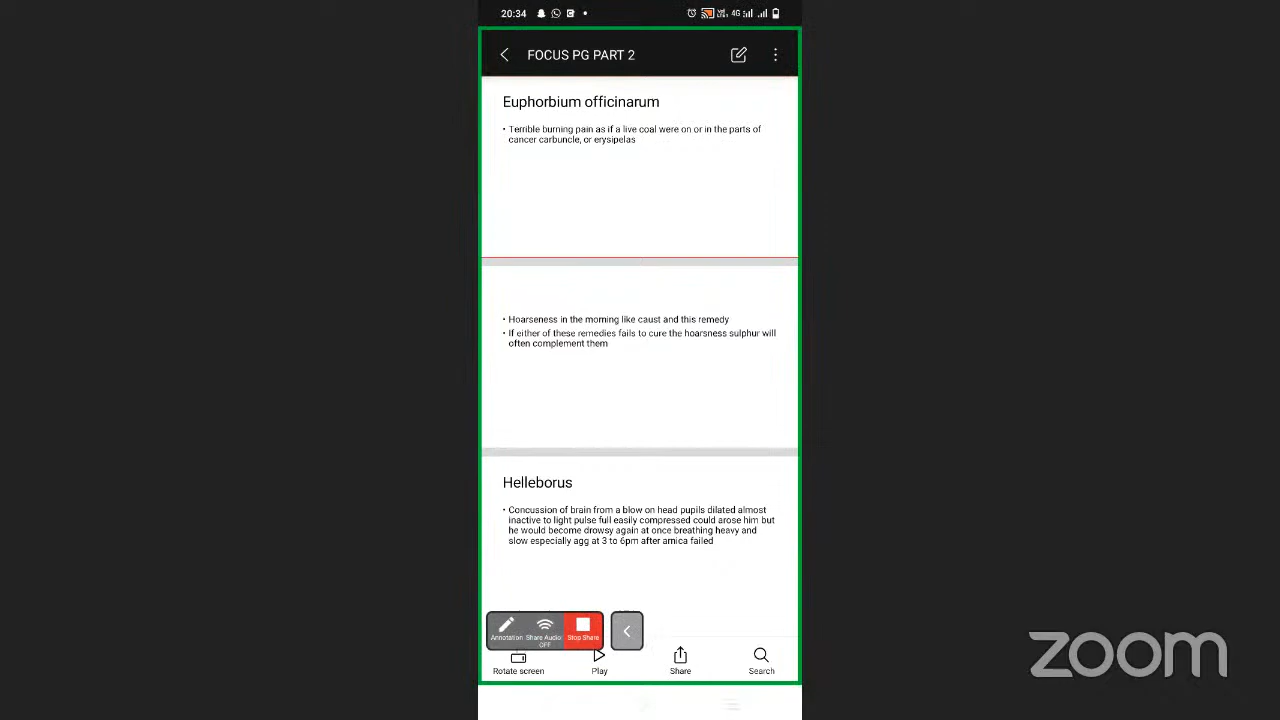 20:34
4G
FOCUS PG PART 2
Euphorbium officinarum
• Terrible burning pain as if a live coal were on or in the parts of
cancer carbuncle, or erysipelas
• Hoarseness in the morning like caust and this remedy
• If either of these remedies fails to cure the hoarsness sulphur will
often complement them
Helleborus
• Concussion of brain from a blow on head pupils dilated almost
inactive to light pulse full easily compressed could arose him but
he would become drowsy again at once breathing heavy and
slow especially agg at 3 to 6pm after arnica failed
Annotation
Share Audio
OFF
Stop Share
Rotate screen
Play
Share
Search
zoom